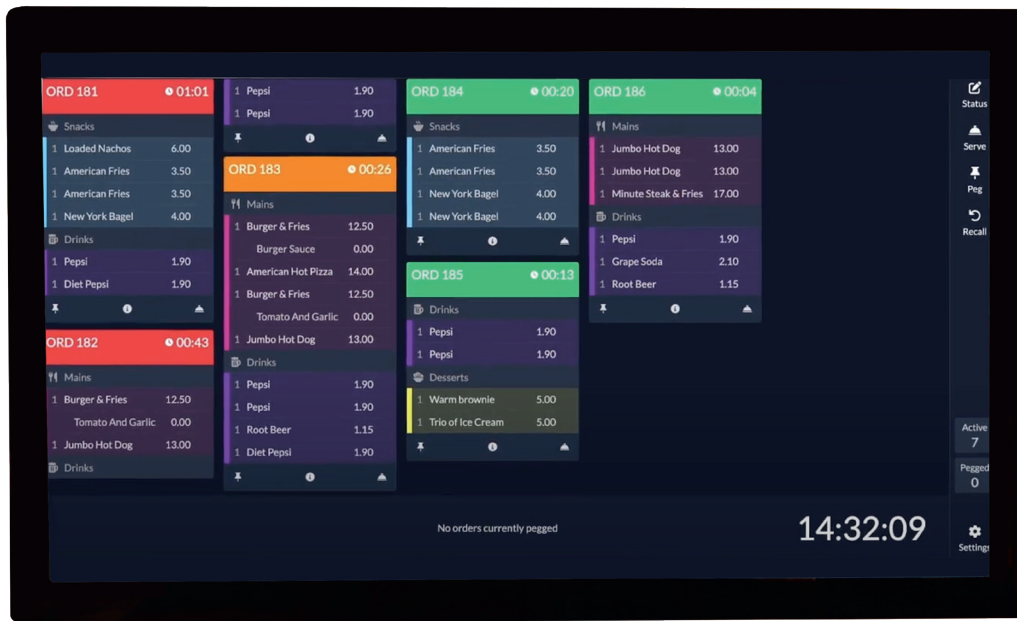 ORD 181 01:01
Snacks
1 Loaded Nachos 6.00
1 American Fries 3.50
1 American Fries 3.50
1 New York Bagel 4.00
Drinks
1 Pepsi 1.90
1 Diet Pepsi 1.90
ORD 182 00:43
Mains
1 Burger & Fries 12.50
Tomato And Garlic 0.00
1 Jumbo Hot Dog 13.00
Drinks
1 Pepsi 1.90
1 Pepsi 1.90
ORD 183 00:26
Mains
1 Burger & Fries 12.50
Burger Sauce 0.00
1 American Hot Pizza 14.00
1 Burger & Fries 12.50
Tomato And Garlic 0.00
1 Jumbo Hot Dog 13.00
Drinks
1 Pepsi 1.90
1 Pepsi 1.90
1 Root Beer 1.15
1 Diet Pepsi 1.90
ORD 184 00:20
Snacks
1 American Fries 3.50
1 American Fries 3.50
1 New York Bagel 4.00
1 New York Bagel 4.00
ORD 185 00:13
Drinks
1 Pepsi 1.90
1 Pepsi 1.90
Desserts
1 Warm brownie 5.00
1 Trio of Ice Cream 5.00
ORD 186 00:04
Mains
1 Jumbo Hot Dog 13.00
1 Jumbo Hot Dog 13.00
1 Minute Steak & Fries 17.00
Drinks
1 Pepsi 1.90
1 Grape Soda 2.10
1 Root Beer 1.15
Status
Serve
Peg
Recall
Active
7
Pegged
0
Settings
No orders currently pegged
14:32:09